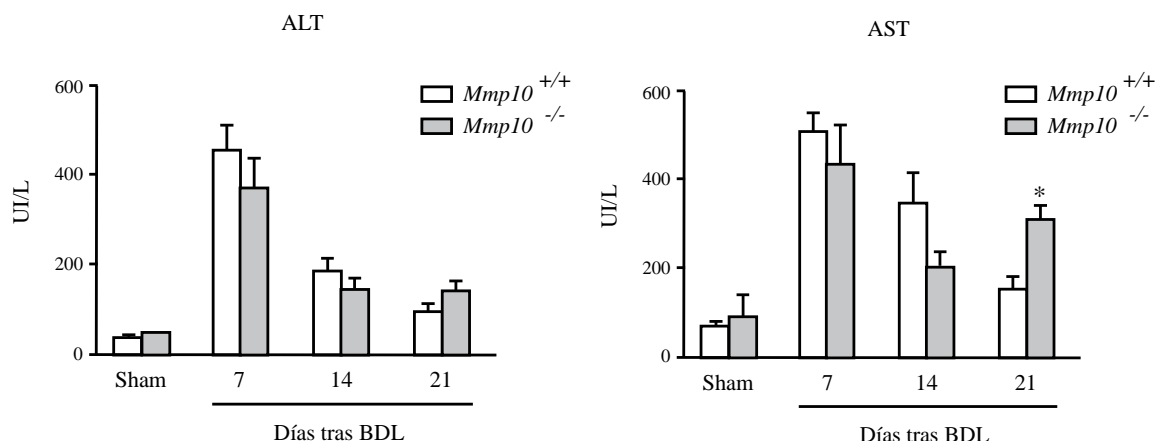 ALT
600
400
200
0
UI/L
Mmp10 +/+
Mmp10 -/-
Sham 7 14 21
Días tras BDL
AST
600
400
200
0
UI/L
Mmp10 +/+
Mmp10 -/-
*
Sham 7 14 21
Días tras BDL